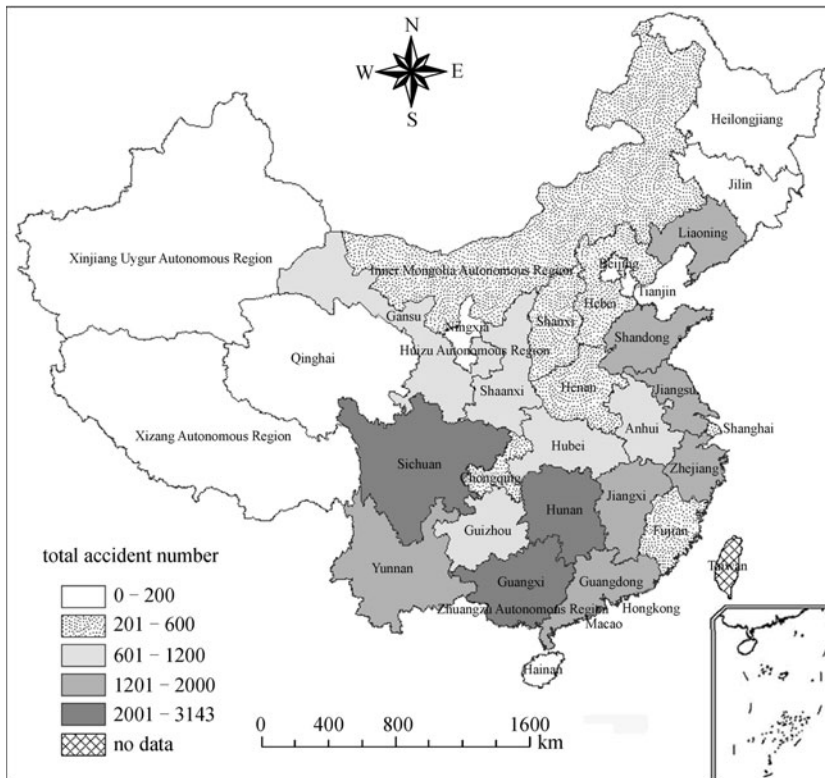 N
W E
S
Heilongjiang
Jilin
Liaoning
Xinjiang Uygur Autonomous Region
Inner Mongolia Autonomous Region
Beijing
Tianjin
Hebei
Gansu
Ningxia
Huizu Autonomous Region
Shanxi
Shandong
Qinghai
Shaanxi
Henan
Jiangsu
Xizang Autonomous Region
Anhui
Shanghai
Hubei
Sichuan
Chongqing
Zhejiang
Hunan
Jiangxi
Guizhou
Fujian
Yunnan
Taiwan
Guangxi
Zhuangzu Autonomous Region
Guangdong
Hongkong
Macao
Hainan
total accident number
0 – 200
201 – 600
601 – 1200
1201 – 2000
2001 – 3143
no data
0 400 800 1600
km